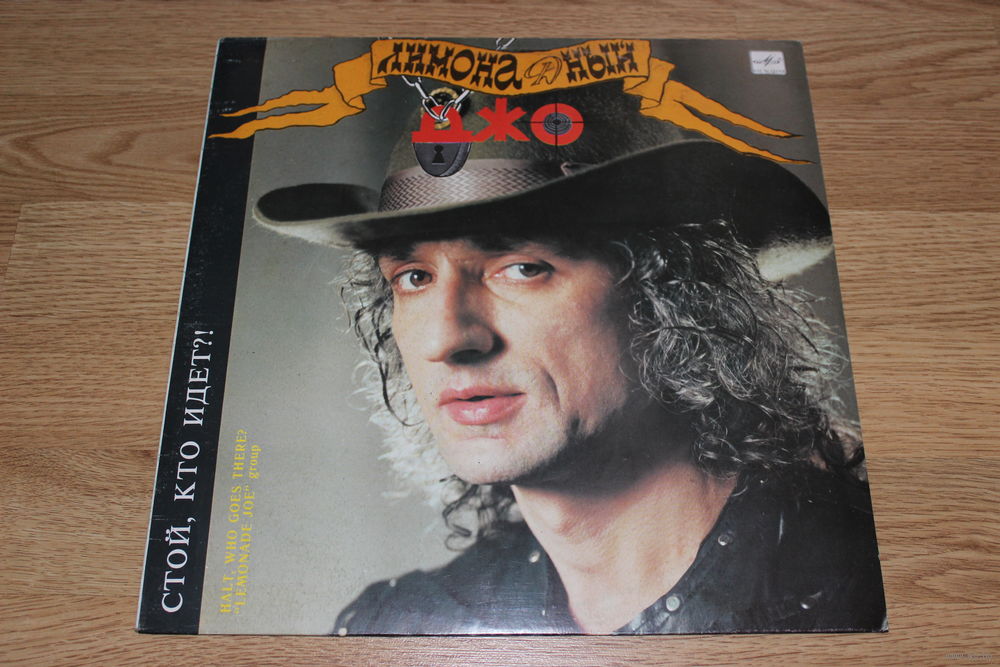 ЛИМОНАДНЫЙ
ДЖО
СТОЙ, КТО ИДЕТ?!
HALT, WHO GOES THERE?
"LEMONADE JOE" group